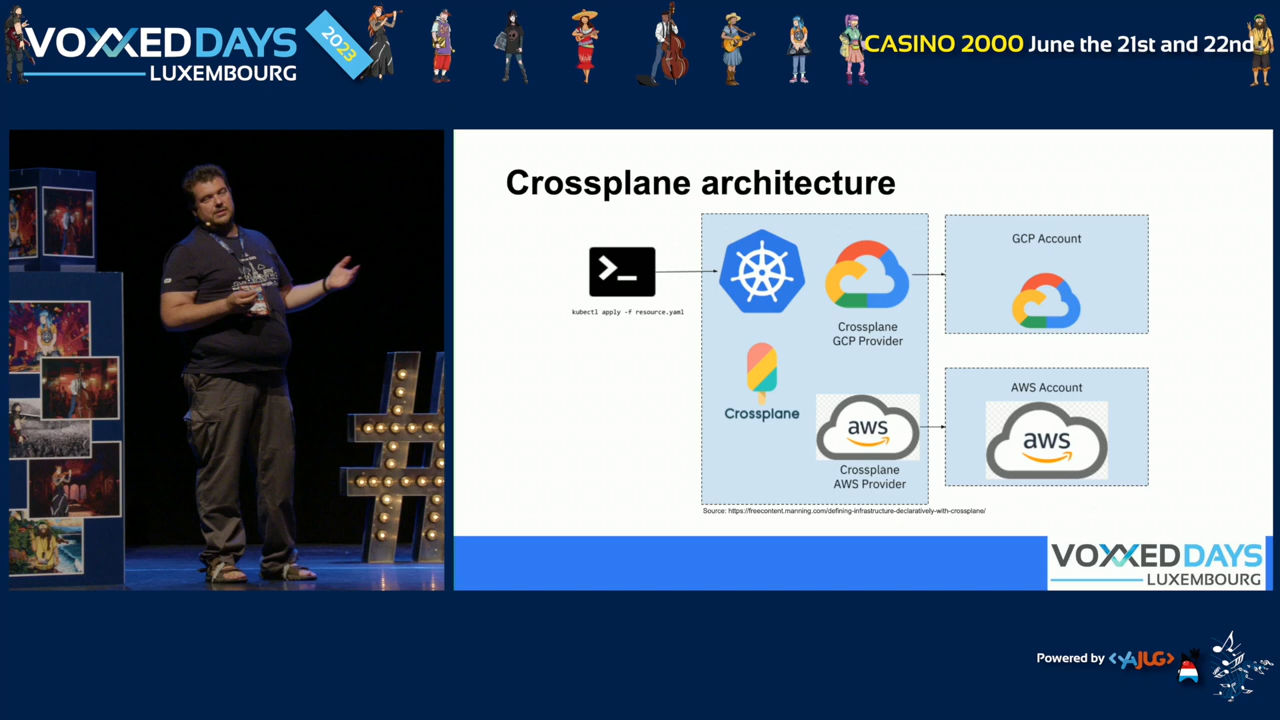 VOXXED DAYS
LUXEMBOURG
2023
CASINO 2000 June the 21st and 22nd
Crossplane architecture
>_
kubectl apply -f resource.yaml
Crossplane
GCP Provider
Crossplane
aws
Crossplane
AWS Provider
GCP Account
AWS Account
aws
Source: https://freecontent.manning.com/defining-infrastructure-declaratively-with-crossplane/
VOXXED DAYS
LUXEMBOURG
#
Powered by <YAJUG>